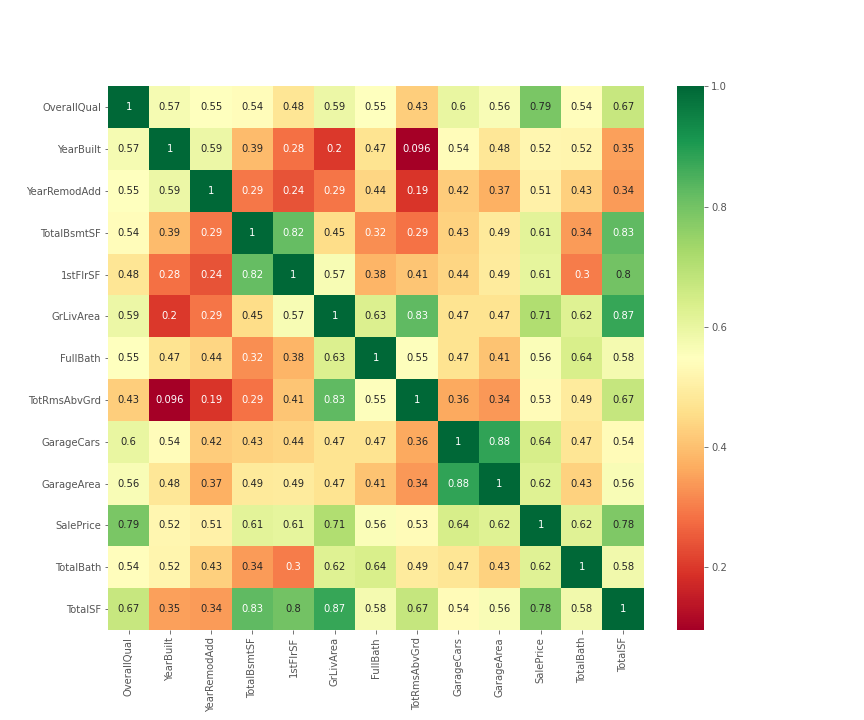 OverallQual 1 0.57 0.55 0.54 0.48 0.59 0.55 0.43 0.6 0.56 0.79 0.54 0.67
YearBuilt 0.57 1 0.59 0.39 0.28 0.2 0.47 0.096 0.54 0.48 0.52 0.52 0.35
YearRemodAdd 0.55 0.59 1 0.29 0.24 0.29 0.44 0.19 0.42 0.37 0.51 0.43 0.34
TotalBsmtSF 0.54 0.39 0.29 1 0.82 0.45 0.32 0.29 0.43 0.49 0.61 0.34 0.83
1stFlrSF 0.48 0.28 0.24 0.82 1 0.57 0.38 0.41 0.44 0.49 0.61 0.3 0.8
GrLivArea 0.59 0.2 0.29 0.45 0.57 1 0.63 0.83 0.47 0.47 0.71 0.62 0.87
FullBath 0.55 0.47 0.44 0.32 0.38 0.63 1 0.55 0.47 0.41 0.56 0.64 0.58
TotRmsAbvGrd 0.43 0.096 0.19 0.29 0.41 0.83 0.55 1 0.36 0.34 0.53 0.49 0.67
GarageCars 0.6 0.54 0.42 0.43 0.44 0.47 0.47 0.36 1 0.88 0.64 0.47 0.54
GarageArea 0.56 0.48 0.37 0.49 0.49 0.47 0.41 0.34 0.88 1 0.62 0.43 0.56
SalePrice 0.79 0.52 0.51 0.61 0.61 0.71 0.56 0.53 0.64 0.62 1 0.62 0.78
TotalBath 0.54 0.52 0.43 0.34 0.3 0.62 0.64 0.49 0.47 0.43 0.62 1 0.58
TotalSF 0.67 0.35 0.34 0.83 0.8 0.87 0.58 0.67 0.54 0.56 0.78 0.58 1
OverallQual YearBuilt YearRemodAdd TotalBsmtSF 1stFlrSF GrLivArea FullBath TotRmsAbvGrd GarageCars GarageArea SalePrice TotalBath TotalSF
1.0
0.8
0.6
0.4
0.2